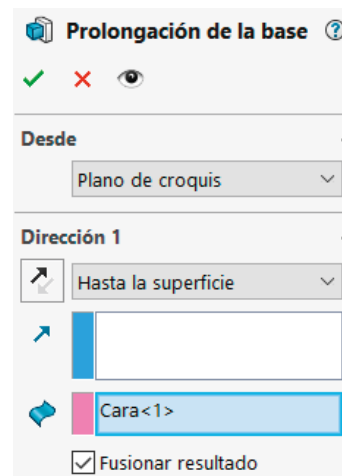 Prolongación de la base
Desde
Plano de croquis
Dirección 1
Hasta la superficie
Cara<1>
Fusionar resultado